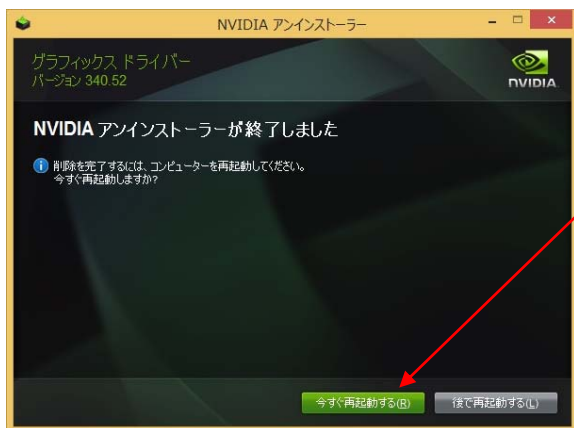 NVIDIA アンインストーラー
グラフィックス ドライバー
バージョン 340.52
NVIDIA
NVIDIA アンインストーラーが終了しました
削除を完了するには、コンピューターを再起動してください。
今すぐ再起動しますか?
今すぐ再起動する(R)
後で再起動する(L)